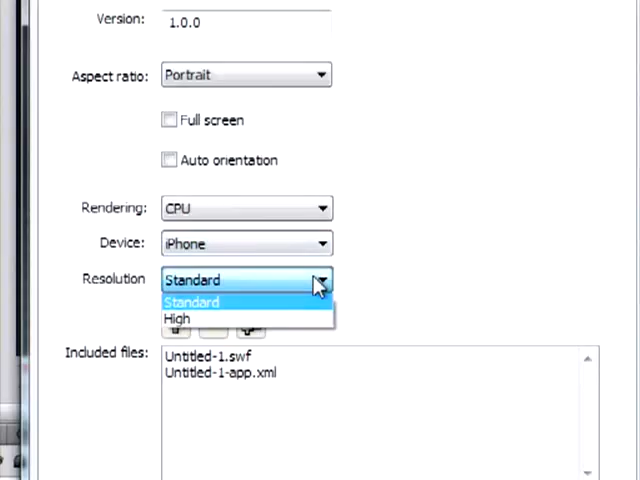 Version: 1.0.0
Aspect ratio: Portrait
Full screen
Auto orientation
Rendering: CPU
Device: iPhone
Resolution Standard
Standard
High
Included files: Untitled-1.swf
Untitled-1-app.xml